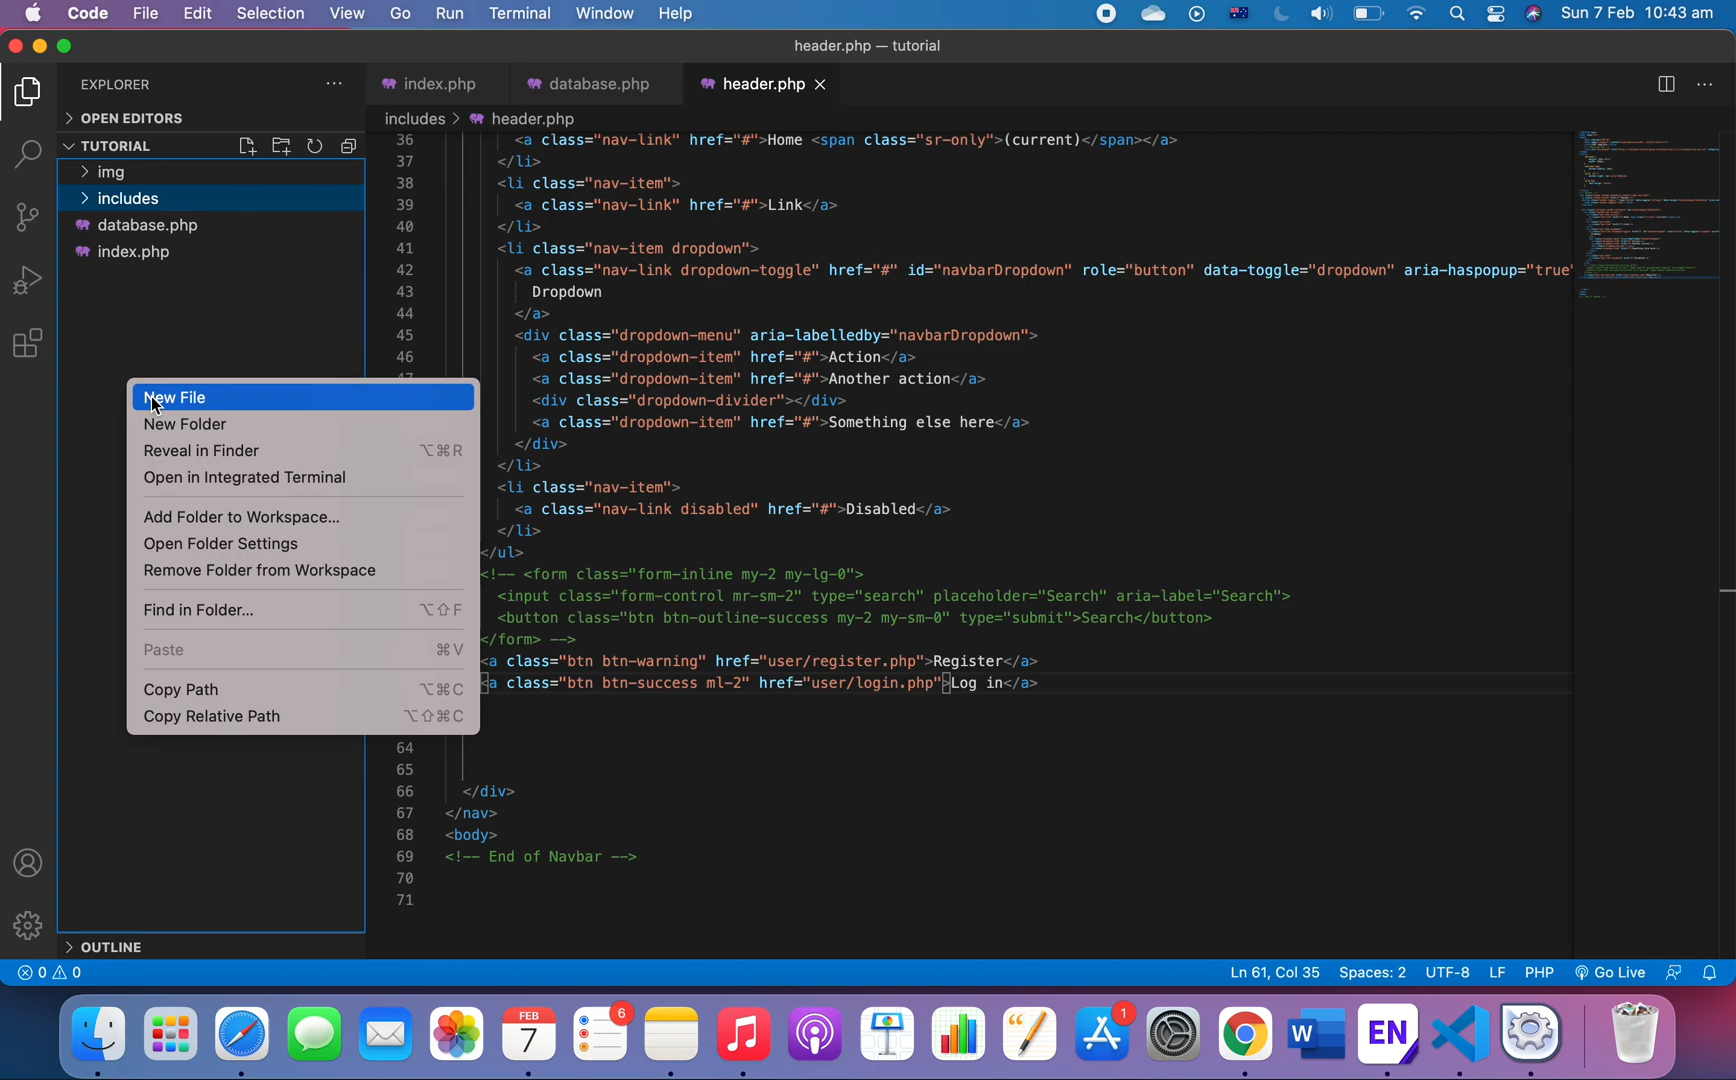 Code File Edit Selection View Go Run Terminal Window Help Sun 7 Feb 10:43 am
header.php — tutorial
EXPLORER
index.php
database.php
header.php
OPEN EDITORS
includes > header.php
TUTORIAL
img
includes
database.php
index.php
New File
New Folder
Reveal in Finder ⌥⌘R
Open in Integrated Terminal
Add Folder to Workspace...
Open Folder Settings
Remove Folder from Workspace
Find in Folder... ⌥⇧F
Paste ⌘V
Copy Path ⌥⌘C
Copy Relative Path ⌥⇧⌘C
OUTLINE
36 <a class="nav-link" href="#">Home <span class="sr-only">(current)</span></a>
37 </li>
38 <li class="nav-item">
39 <a class="nav-link" href="#">Link</a>
40 </li>
41 <li class="nav-item dropdown">
42 <a class="nav-link dropdown-toggle" href="#" id="navbarDropdown" role="button" data-toggle="dropdown" aria-haspopup="true"
43 Dropdown
44 </a>
45 <div class="dropdown-menu" aria-labelledby="navbarDropdown">
46 <a class="dropdown-item" href="#">Action</a>
47 <a class="dropdown-item" href="#">Another action</a>
<div class="dropdown-divider"></div>
<a class="dropdown-item" href="#">Something else here</a>
</div>
</li>
<li class="nav-item">
<a class="nav-link disabled" href="#">Disabled</a>
</li>
</ul>
<!-- <form class="form-inline my-2 my-lg-0">
<input class="form-control mr-sm-2" type="search" placeholder="Search" aria-label="Search">
<button class="btn btn-outline-success my-2 my-sm-0" type="submit">Search</button>
</form> -->
<a class="btn btn-warning" href="user/register.php">Register</a>
<a class="btn btn-success ml-2" href="user/login.php">Log in</a>
64
65
66 </div>
67 </nav>
68 <body>
69 <!-- End of Navbar -->
70
71
0 0
Ln 61, Col 35 Spaces: 2 UTF-8 LF PHP Go Live
FEB
7
6
1
W
EN